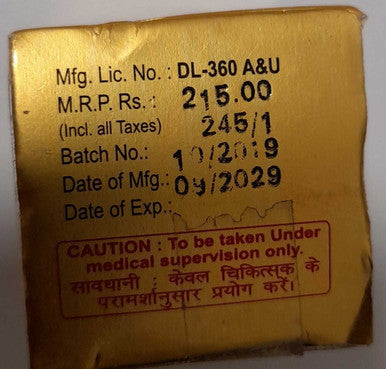 Mfg. Lic. No. : DL-360 A&U
M.R.P. Rs. : 215.00
(Incl. all Taxes) 245/1
Batch No.: 10/2019
Date of Mfg.: 09/2029
Date of Exp.:
CAUTION : To be taken Under
medical supervision only.
सावधानी : केवल चिकित्सक के
परामर्शानुसार प्रयोग करें।